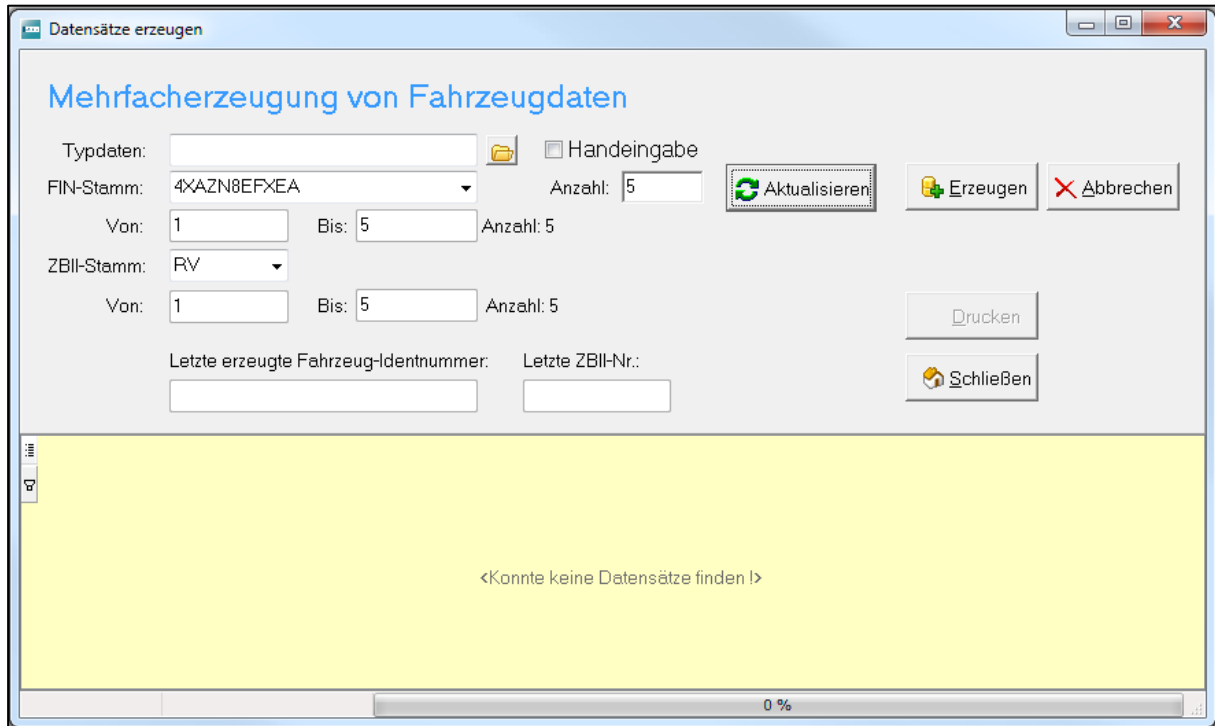 Datensätze erzeugen
Mehrfacherzeugung von Fahrzeugdaten
Typdaten: Handeingabe
FIN-Stamm: 4XAZN8EFXEA Anzahl: 5 Aktualisieren Erzeugen Abbrechen
Von: 1 Bis: 5 Anzahl: 5
ZBII-Stamm: RV
Von: 1 Bis: 5 Anzahl: 5
Drucken
Letzte erzeugte Fahrzeug-Identnummer: Letzte ZBII-Nr.:
Schließen
<Konnte keine Datensätze finden !>
0 %